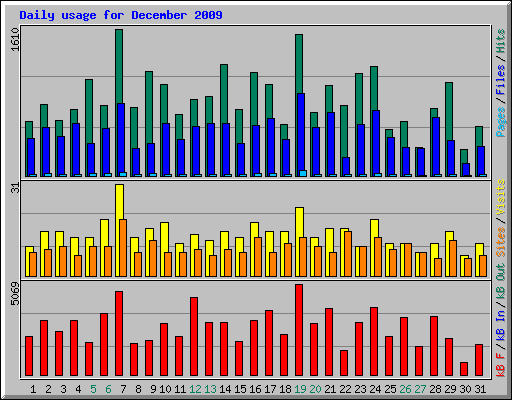 Daily usage for December 2009
1610
31
5069
Pages / Files / Hits
Sites / Visits
kB F / kB In / kB Out
1 2 3 4 5 6 7 8 9 10 11 12 13 14 15 16 17 18 19 20 21 22 23 24 25 26 27 28 29 30 31